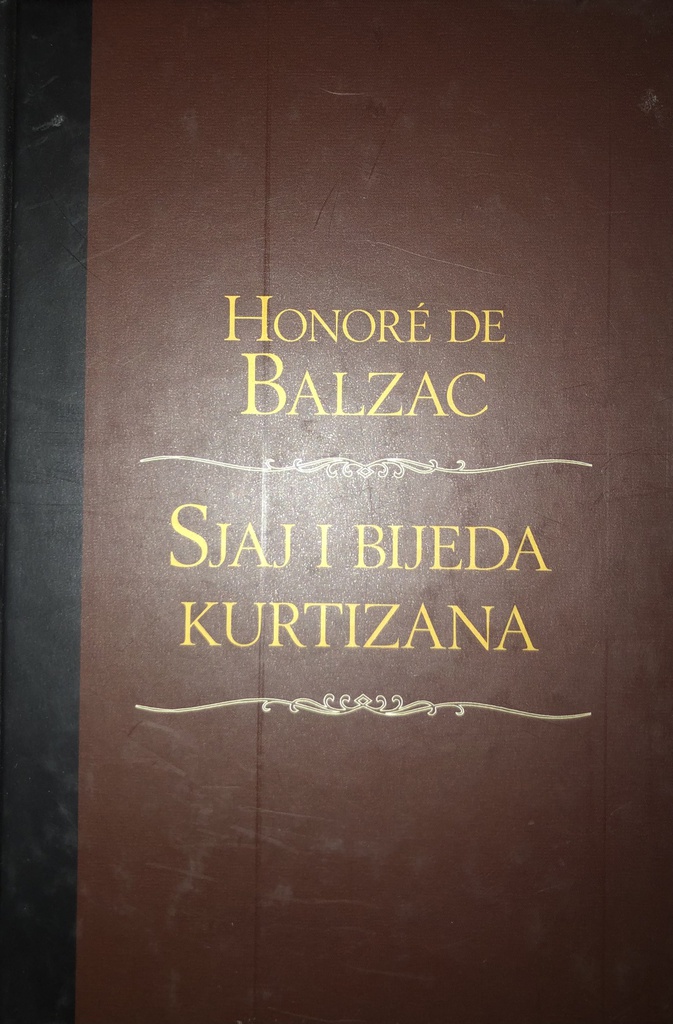 HONORÉ DE
BALZAC
SJAJ I BIJEDA
KURTIZANA